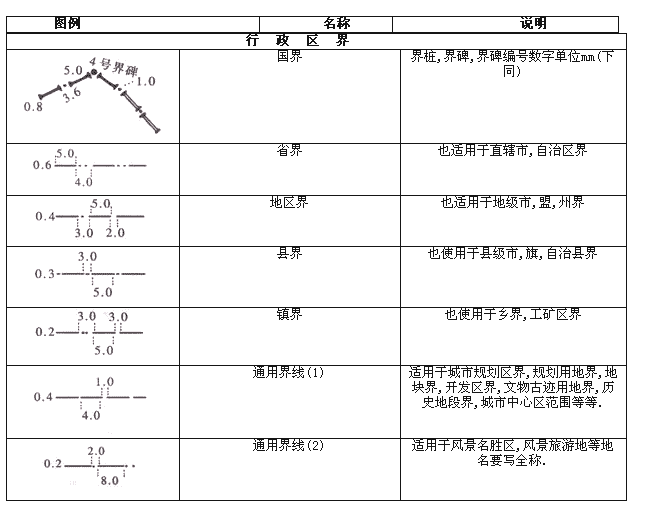 图例 名称 说明
行 政 区 界
4号界碑
5.0
1.0
3.6
0.8
国界
界桩,界碑,界碑编号数字单位mm(下
同)
5.0
0.6
4.0
省界
也适用于直辖市,自治区界
5.0
0.4
3.0 2.0
地区界
也适用于地级市,盟,州界
3.0
0.3
5.0
县界
也使用于县级市,旗,自治县界
3.0 3.0
0.2
5.0
镇界
也使用于乡界,工矿区界
1.0
0.4
4.0
通用界线(1)
适用于城市规划区界,规划用地界,地
块界,开发区界,文物古迹用地界,历
史地段界,城市中心区范围等等.
2.0
0.2
8.0
通用界线(2)
适用于风景名胜区,风景旅游地等地
名要写全称.